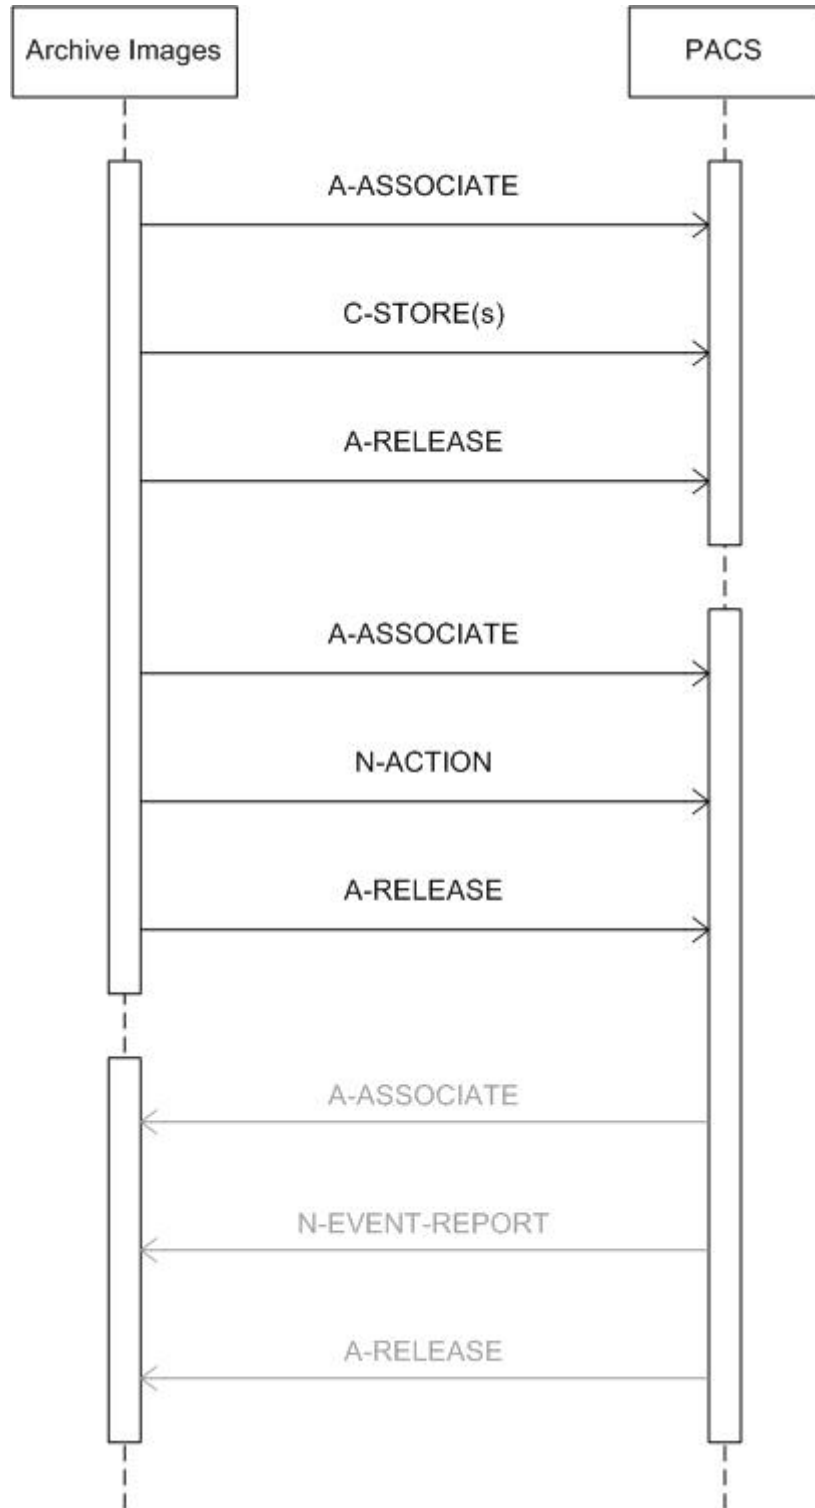 Archive Images
PACS
A-ASSOCIATE
C-STORE(s)
A-RELEASE
A-ASSOCIATE
N-ACTION
A-RELEASE
A-ASSOCIATE
N-EVENT-REPORT
A-RELEASE